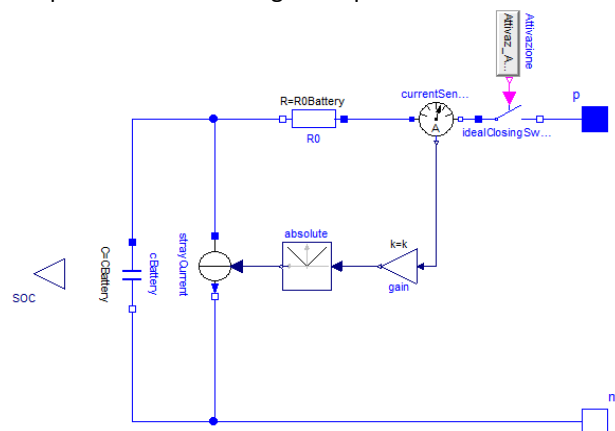 Attivazione
Attivaz_A...
R=R0Battery
R0
currentSen...
A
idealClosingSw...
p
C=CBattery
cBattery
strayCurrent
absolute
k=k
gain
SOC
n